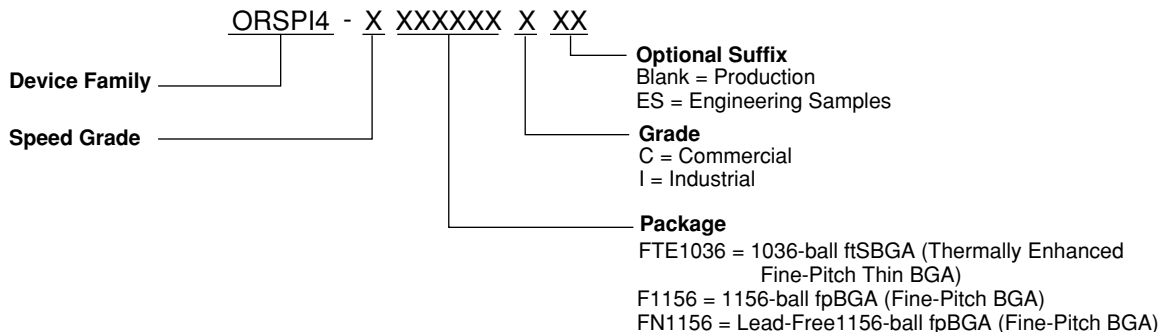 ORSPI4 - X XXXXXX X XX
Optional Suffix
Blank = Production
ES = Engineering Samples
Device Family
Grade
C = Commercial
I = Industrial
Speed Grade
Package
FTE1036 = 1036-ball ftSBGA (Thermally Enhanced
Fine-Pitch Thin BGA)
F1156 = 1156-ball fpBGA (Fine-Pitch BGA)
FN1156 = Lead-Free1156-ball fpBGA (Fine-Pitch BGA)